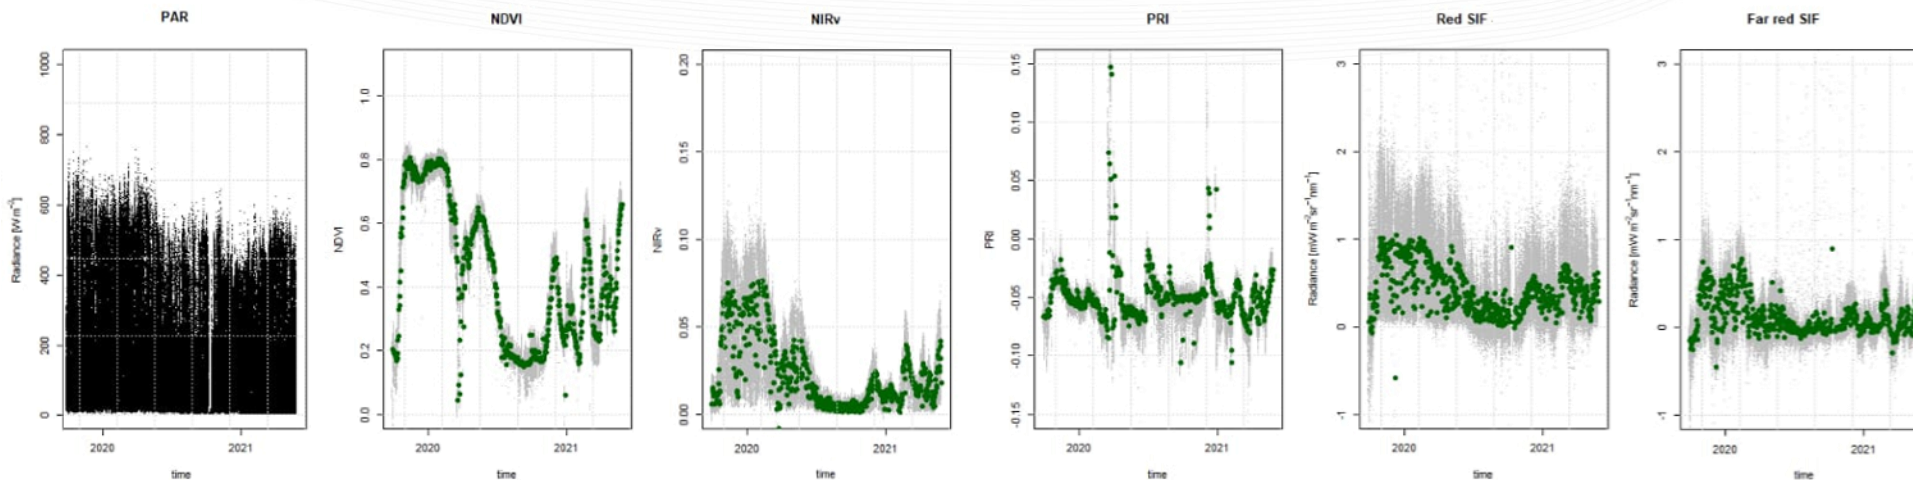 PAR
NDVI
NIRv
PRI
Red SIF
Far red SIF
Radiance [W m⁻²]
1000
800
600
400
200
0
2020
2021
time
NDVI
1.0
0.8
0.6
0.4
0.2
0.0
2020
2021
time
NIRv
0.20
0.15
0.10
0.05
0.00
2020
2021
time
PRI
0.15
0.10
0.05
0.00
-0.05
-0.10
-0.15
2020
2021
time
Radiance [mW m⁻²sr⁻¹nm⁻¹]
3
2
1
0
-1
2020
2021
time
Radiance [mW m⁻²sr⁻¹nm⁻¹]
3
2
1
0
-1
2020
2021
time